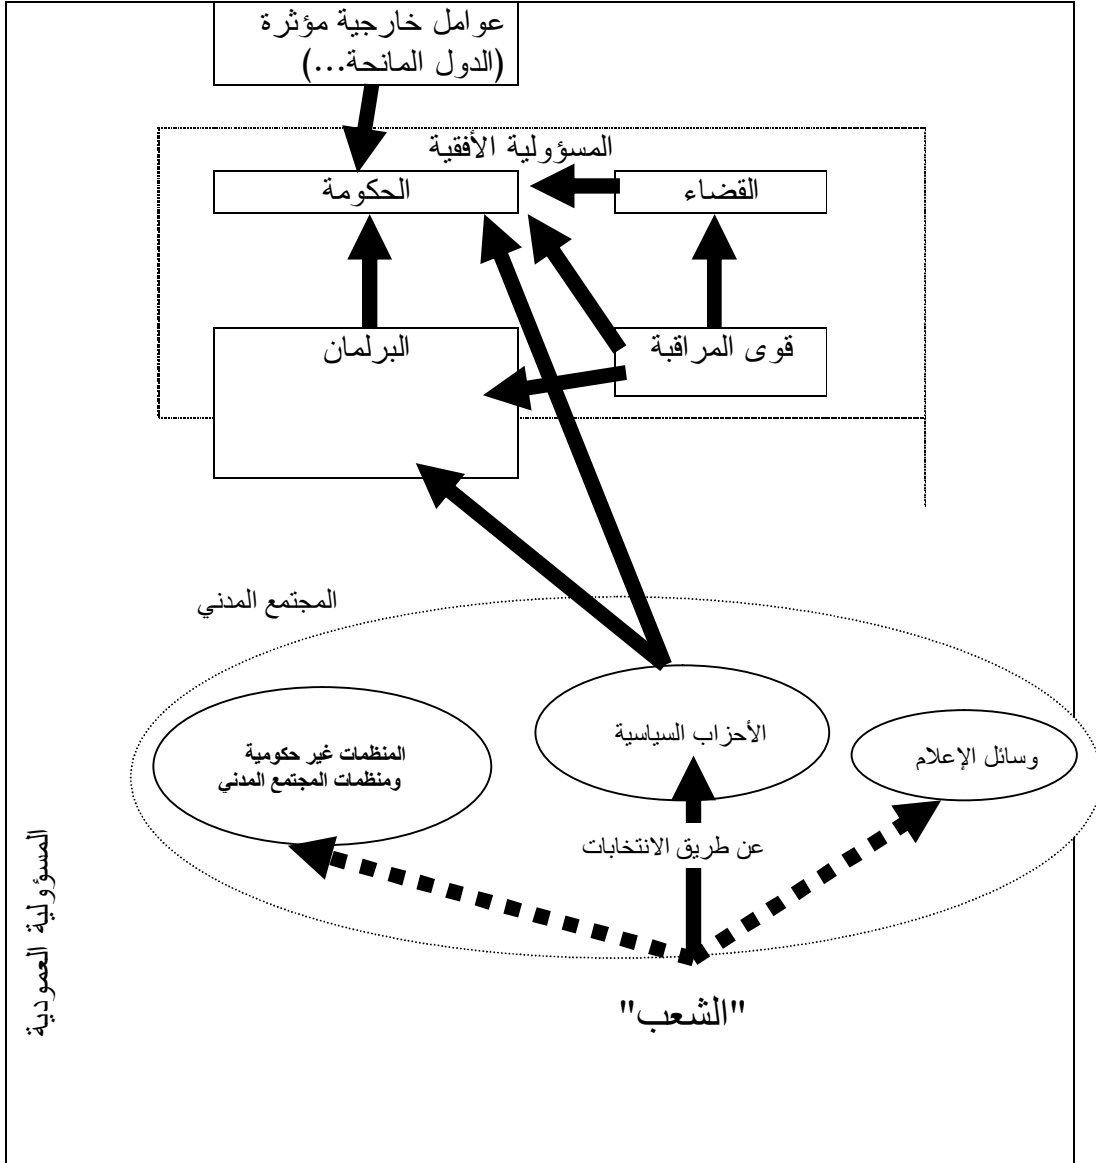 عوامل خارجية مؤثرة
(الدول المانحة...)
المسؤولية الأفقية
القضاء
الحكومة
قوى المراقبة
البرلمان
المجتمع المدني
الأحزاب السياسية
وسائل الإعلام
المنظمات غير حكومية
ومنظمات المجتمع المدني
عن طريق الانتخابات
المسؤولية العمودية
"الشعب"